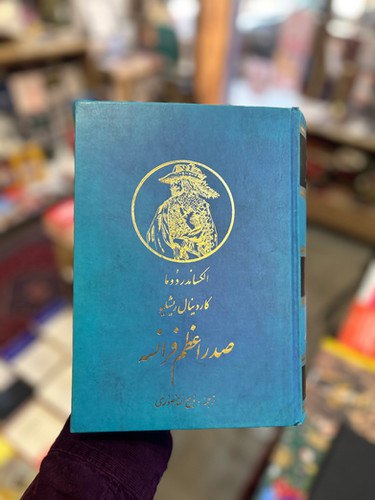 الکساندر دوما
کاردینال ریشلیو
صدراعظم فرانسه
ترجمه ذبیح الله منصوری